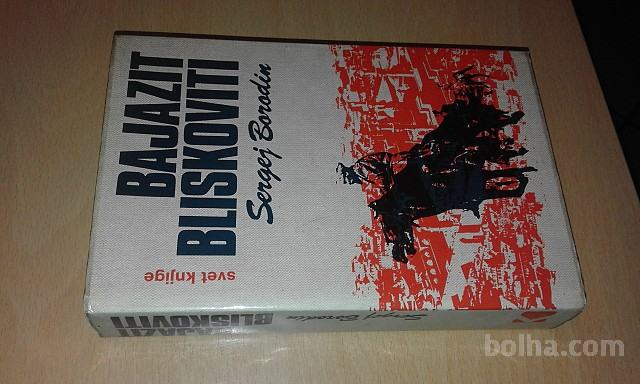 BAJAZIT
BLISKOVITI
Sergej Borodin
svet knjige
BAJAZIT
BLISKOVITI
Sergej Borodin
bolha.com